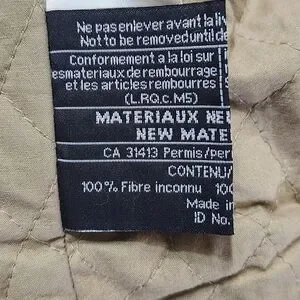 Ne pas enlever avant la liv
Not to be removed until de
Conformement a la loi sur
es materiaux de rembourrage
et les articles rembourres
(L.RQ.c.M5)
MATERIAUX NEU
NEW MATE
CA 31413 Permis/per
CONTENU/
100% Fibre inconnu 100
Made in
ID No.